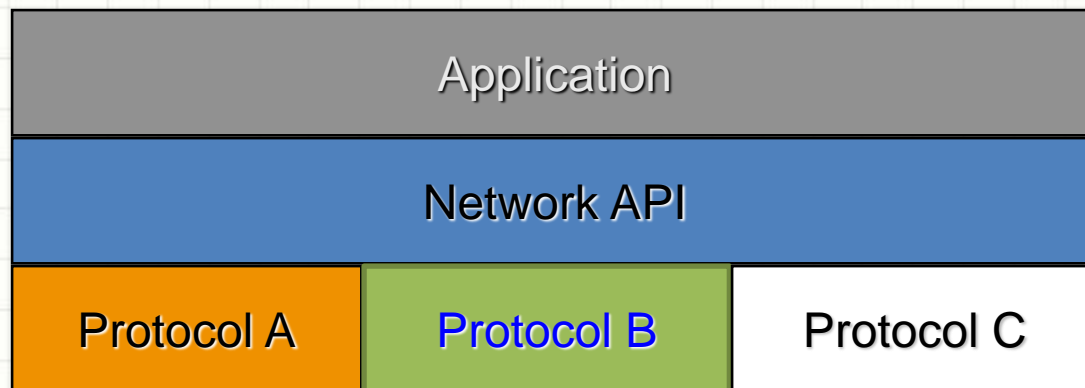 Application
Network API
Protocol A
Protocol B
Protocol C